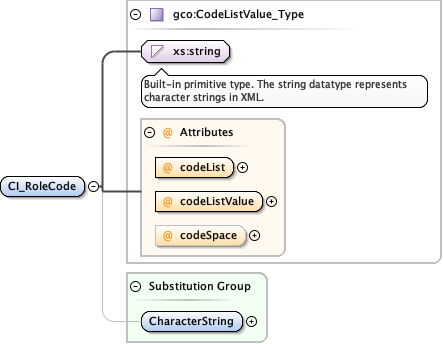 gco:CodeListValue_Type
xs:string
Built-in primitive type. The string datatype represents
character strings in XML.
@ Attributes
@ codeList
CI_RoleCode
@ codeListValue
@ codeSpace
Substitution Group
CharacterString